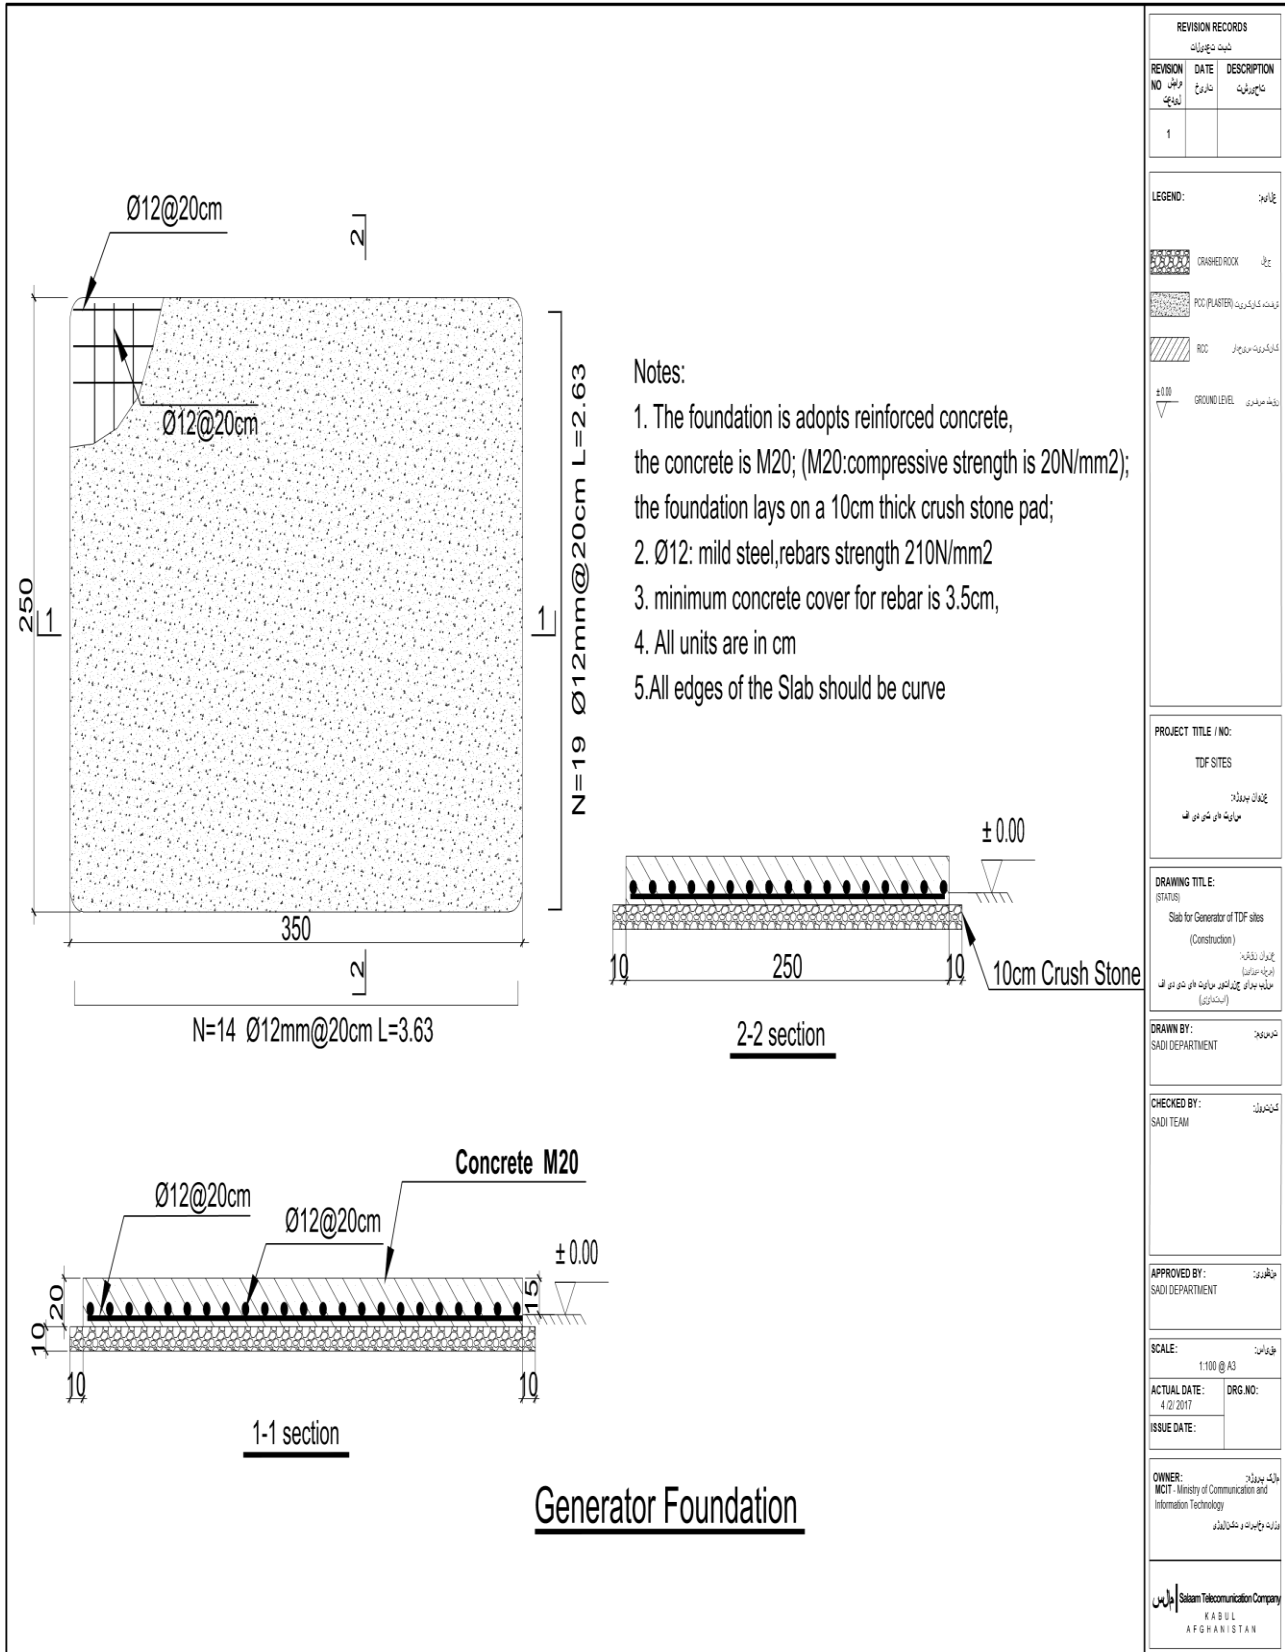 Ø12@20cm
2
Ø12@20cm
250
1
1
N=19 Ø12mm@20cm L=2.63
350
2
N=14 Ø12mm@20cm L=3.63
Notes:
1. The foundation is adopts reinforced concrete,
the concrete is M20; (M20:compressive strength is 20N/mm2);
the foundation lays on a 10cm thick crush stone pad;
2. Ø12: mild steel,rebars strength 210N/mm2
3. minimum concrete cover for rebar is 3.5cm,
4. All units are in cm
5.All edges of the Slab should be curve
± 0.00
10
250
10
10cm Crush Stone
2-2 section
Concrete M20
Ø12@20cm
Ø12@20cm
± 0.00
20
15
10
10
10
1-1 section
Generator Foundation
REVISION RECORDS
REVISION NO
DATE
DESCRIPTION
1
LEGEND:
CRASHED ROCK
PCC (PLASTER)
RCC
± 0.00
GROUND LEVEL
PROJECT TITLE / NO:
TDF SITES
DRAWING TITLE:
(STATUS)
Slab for Generator of TDF sites
(Construction)
DRAWN BY:
SADI DEPARTMENT
CHECKED BY:
SADI TEAM
APPROVED BY:
SADI DEPARTMENT
SCALE:
1:100 @ A3
ACTUAL DATE:
4 /2/ 2017
DRG.NO:
ISSUE DATE:
OWNER:
MCIT - Ministry of Communication and
Information Technology
Salaam Telecommunication Company
KABUL
AFGHANISTAN